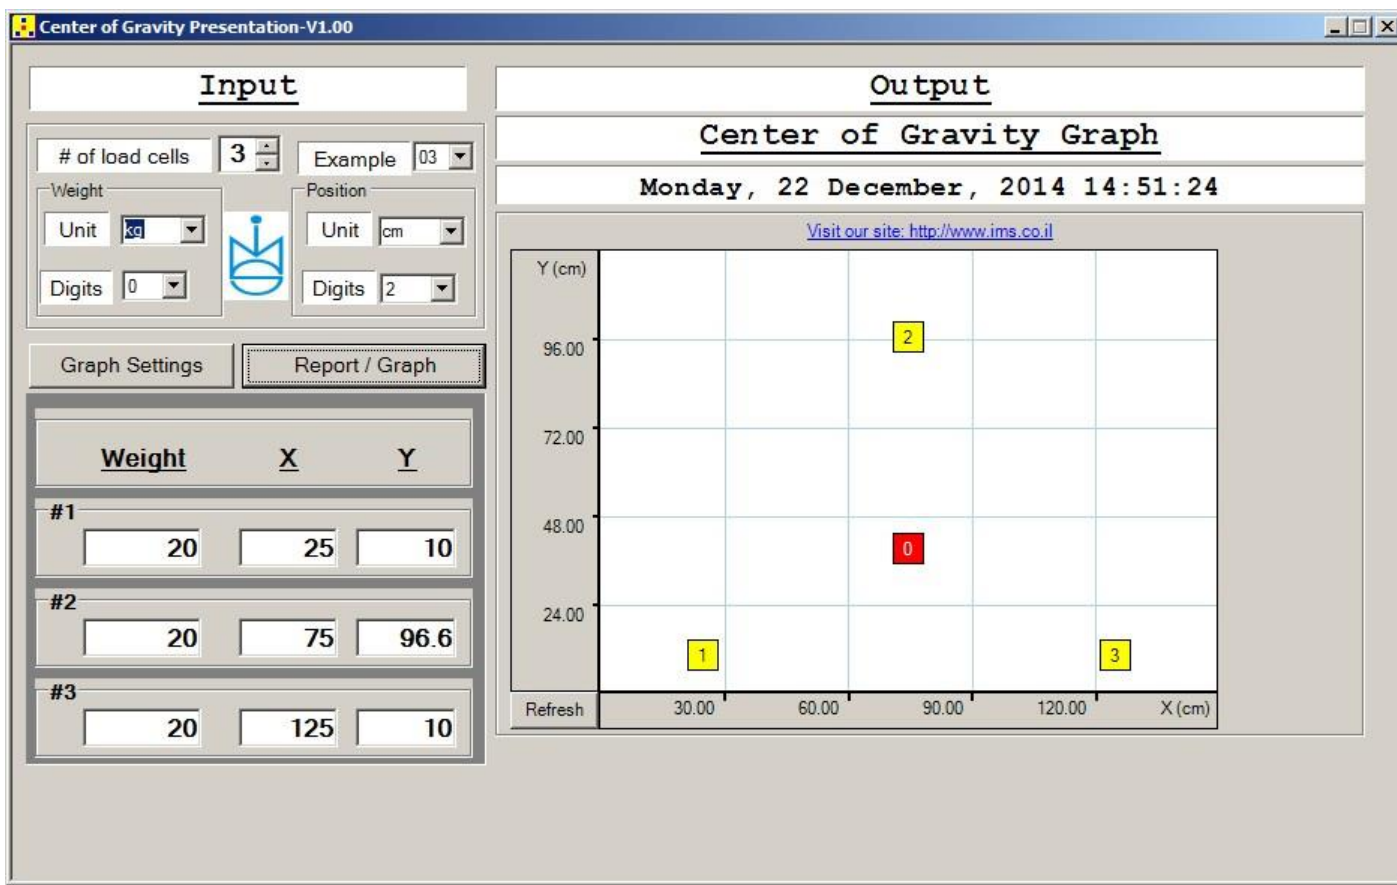 Center of Gravity Presentation-V1.00
Input
# of load cells 3 Example 03
Weight Position
Unit kg Unit cm
Digits 0 Digits 2
Graph Settings Report / Graph
Weight X Y
#1
20 25 10
#2
20 75 96.6
#3
20 125 10
Output
Center of Gravity Graph
Monday, 22 December, 2014 14:51:24
Visit our site: http://www.ims.co.il
Y (cm)
96.00
72.00
48.00
24.00
2
0
1 3
Refresh 30.00 60.00 90.00 120.00 X (cm)